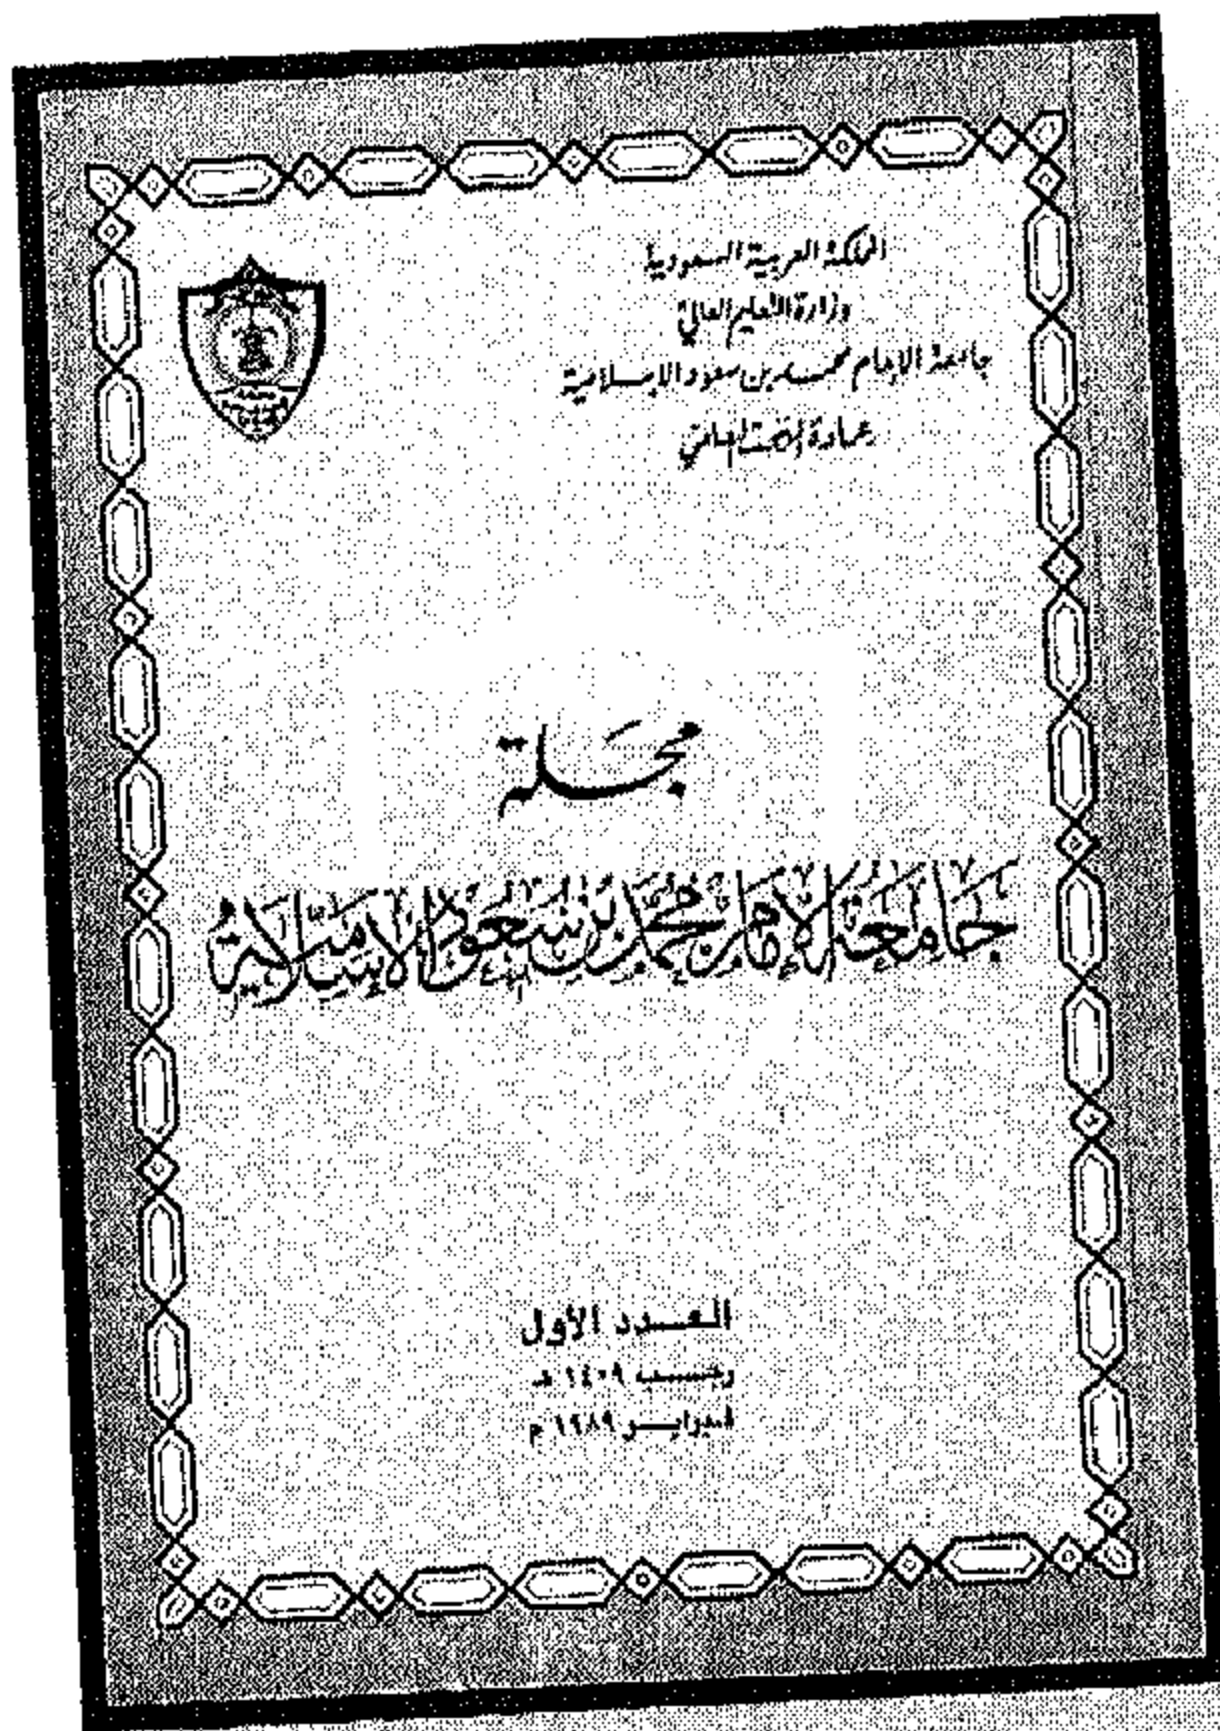 المملكة العربية السعودية
وزارة التعليم العالي
جامعة الإمام محمد بن سعود الإسلامية
عمادة البحث العلمي
مجلة
جامعة الإمام محمد بن سعود الإسلامية
العدد الأول
رجب ١٤٠٩ هـ
فبراير ١٩٨٩ م